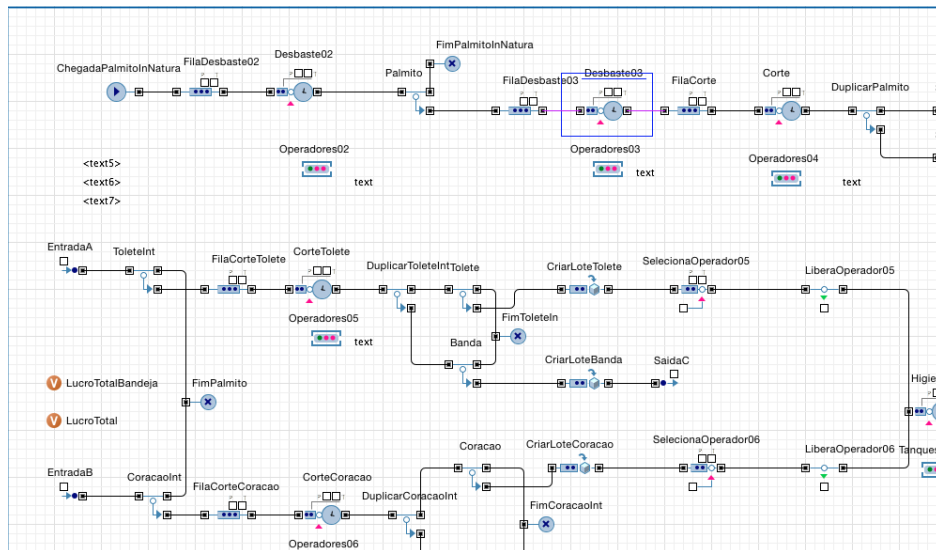 FimPalmitoInNatura
Desbaste02
FilaDesbaste02
ChegadaPalmitoInNatura
Palmito
FilaDesbaste03
Desbaste03
FilaCorte
Corte
DuplicarPalmito
Operadores02
Operadores03
Operadores04
<text5>
<text6>
<text7>
text
text
text
EntradaA
ToleteInt
FilaCorteTolete
CorteTolete
DuplicarToleteInt
Tolete
CriarLoteTolete
SelecionaOperador05
LiberaOperador05
Operadores05
text
FimToleteIn
Banda
CriarLoteBanda
SaidaC
LucroTotalBandeja
FimPalmito
LucroTotal
Higie
EntradaB
CoracaoInt
FilaCorteCoracao
CorteCoracao
DuplicarCoracaoInt
Coracao
CriarLoteCoracao
SelecionaOperador06
LiberaOperador06
Tanques
FimCoracaoInt
Operadores06